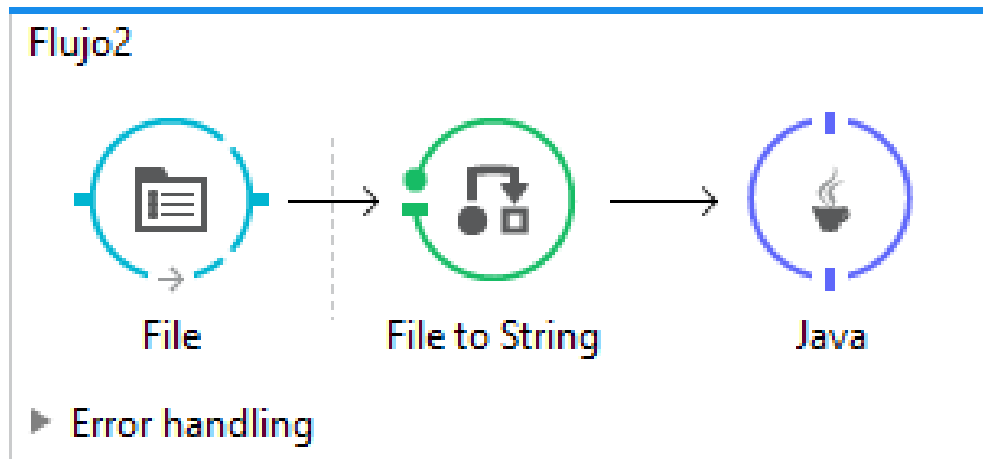 Flujo2
File
File to String
Java
Error handling